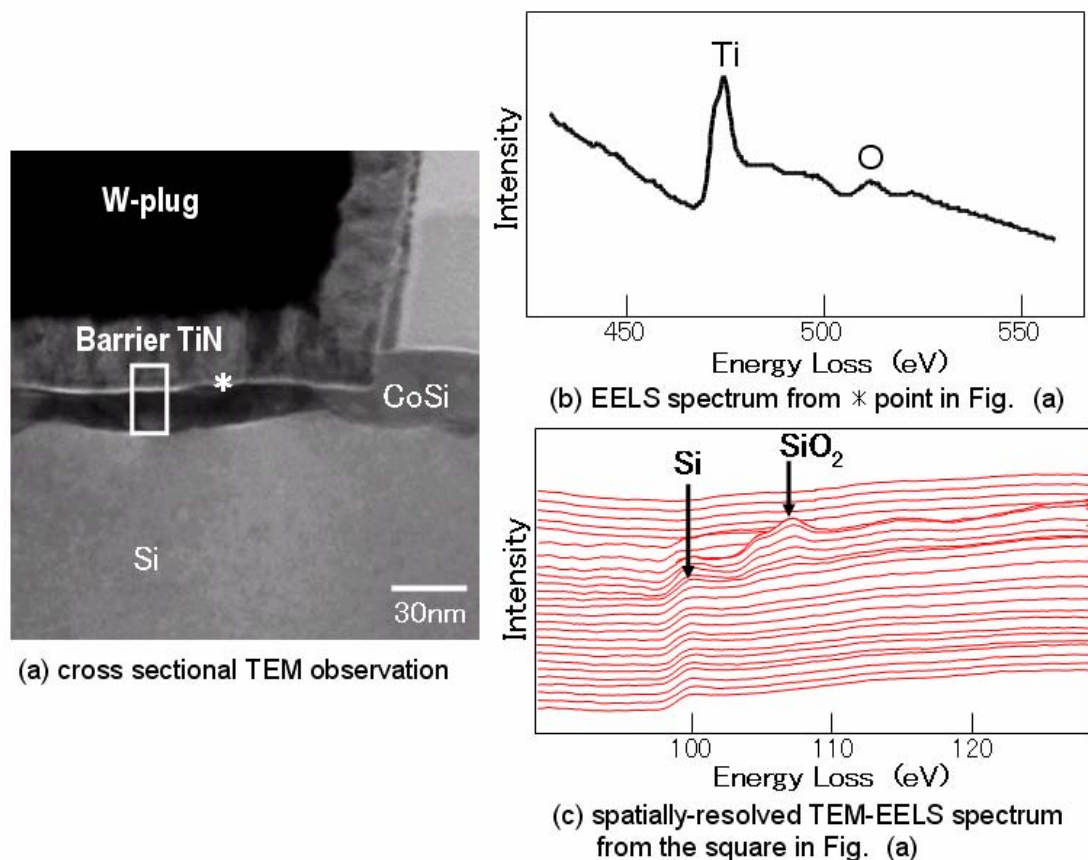 W-plug
Barrier TiN
*
CoSi
Si
30nm
(a) cross sectional TEM observation
Intensity
Ti
O
450 500 550
Energy Loss (eV)
(b) EELS spectrum from * point in Fig. (a)
Intensity
Si
SiO₂
100 110 120
Energy Loss (eV)
(c) spatially-resolved TEM-EELS spectrum
from the square in Fig. (a)